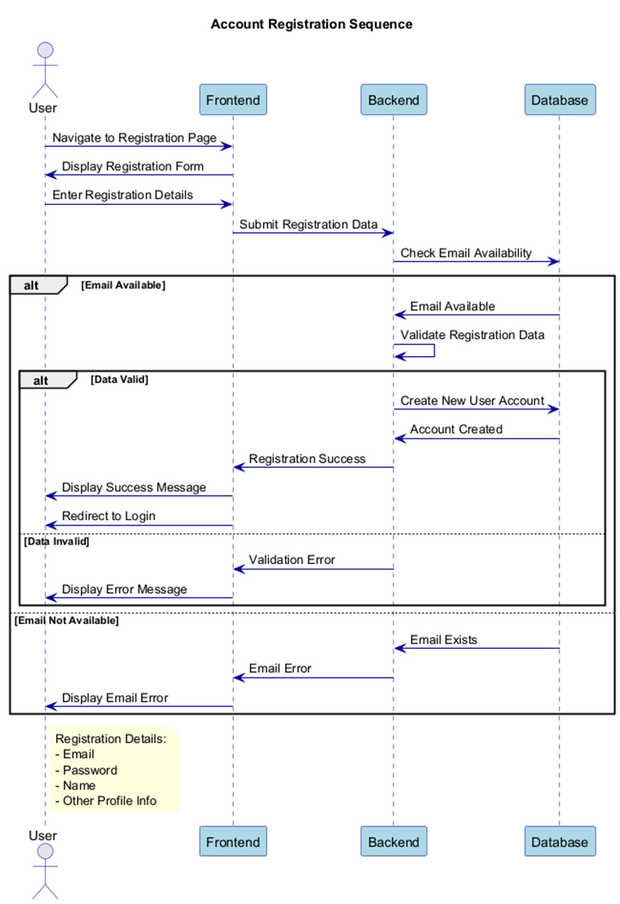 Account Registration Sequence
User
Frontend
Backend
Database
Navigate to Registration Page
Display Registration Form
Enter Registration Details
Submit Registration Data
Check Email Availability
alt [Email Available]
Email Available
Validate Registration Data
alt [Data Valid]
Create New User Account
Account Created
Registration Success
Display Success Message
Redirect to Login
[Data Invalid]
Validation Error
Display Error Message
[Email Not Available]
Email Exists
Email Error
Display Email Error
Registration Details:
- Email
- Password
- Name
- Other Profile Info
User
Frontend
Backend
Database